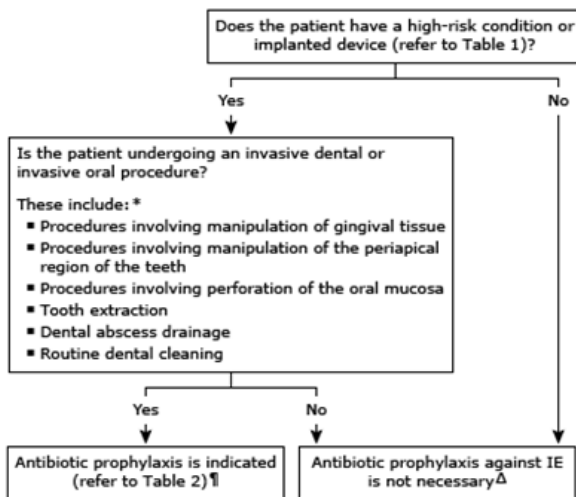 Does the patient have a high-risk condition or
implanted device (refer to Table 1)?
Yes
No
Is the patient undergoing an invasive dental or
invasive oral procedure?
These include: *
▪ Procedures involving manipulation of gingival tissue
▪ Procedures involving manipulation of the periapical
region of the teeth
▪ Procedures involving perforation of the oral mucosa
▪ Tooth extraction
▪ Dental abscess drainage
▪ Routine dental cleaning
Yes
No
Antibiotic prophylaxis is indicated
(refer to Table 2)¶
Antibiotic prophylaxis against IE
is not necessaryΔ